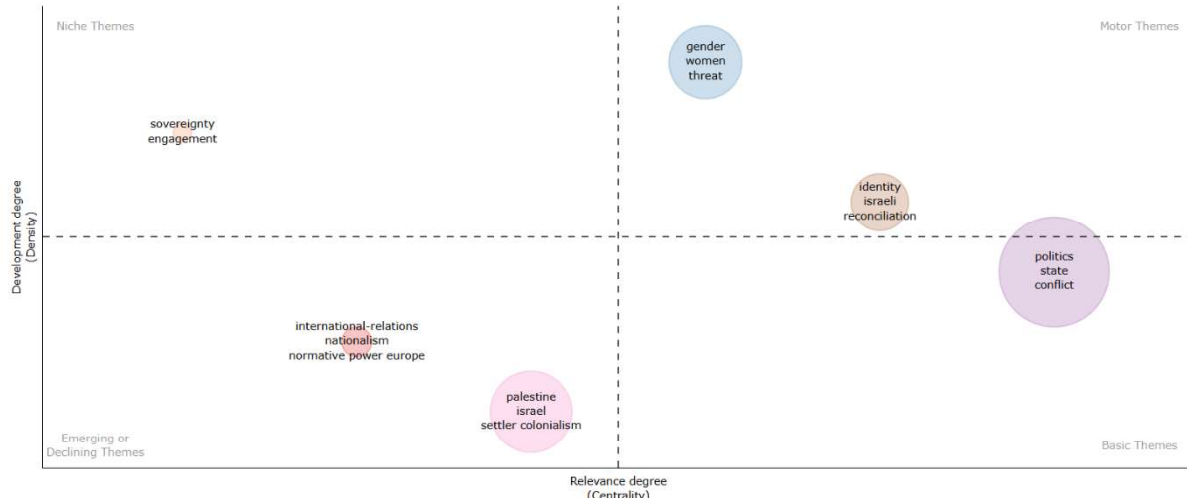 Niche Themes
Motor Themes
gender
women
threat
sovereignty
engagement
identity
israeli
reconciliation
Development degree
(Density)
politics
state
conflict
international-relations
nationalism
normative power europe
palestine
israel
settler colonialism
Emerging or
Declining Themes
Basic Themes
Relevance degree
(Centrality)